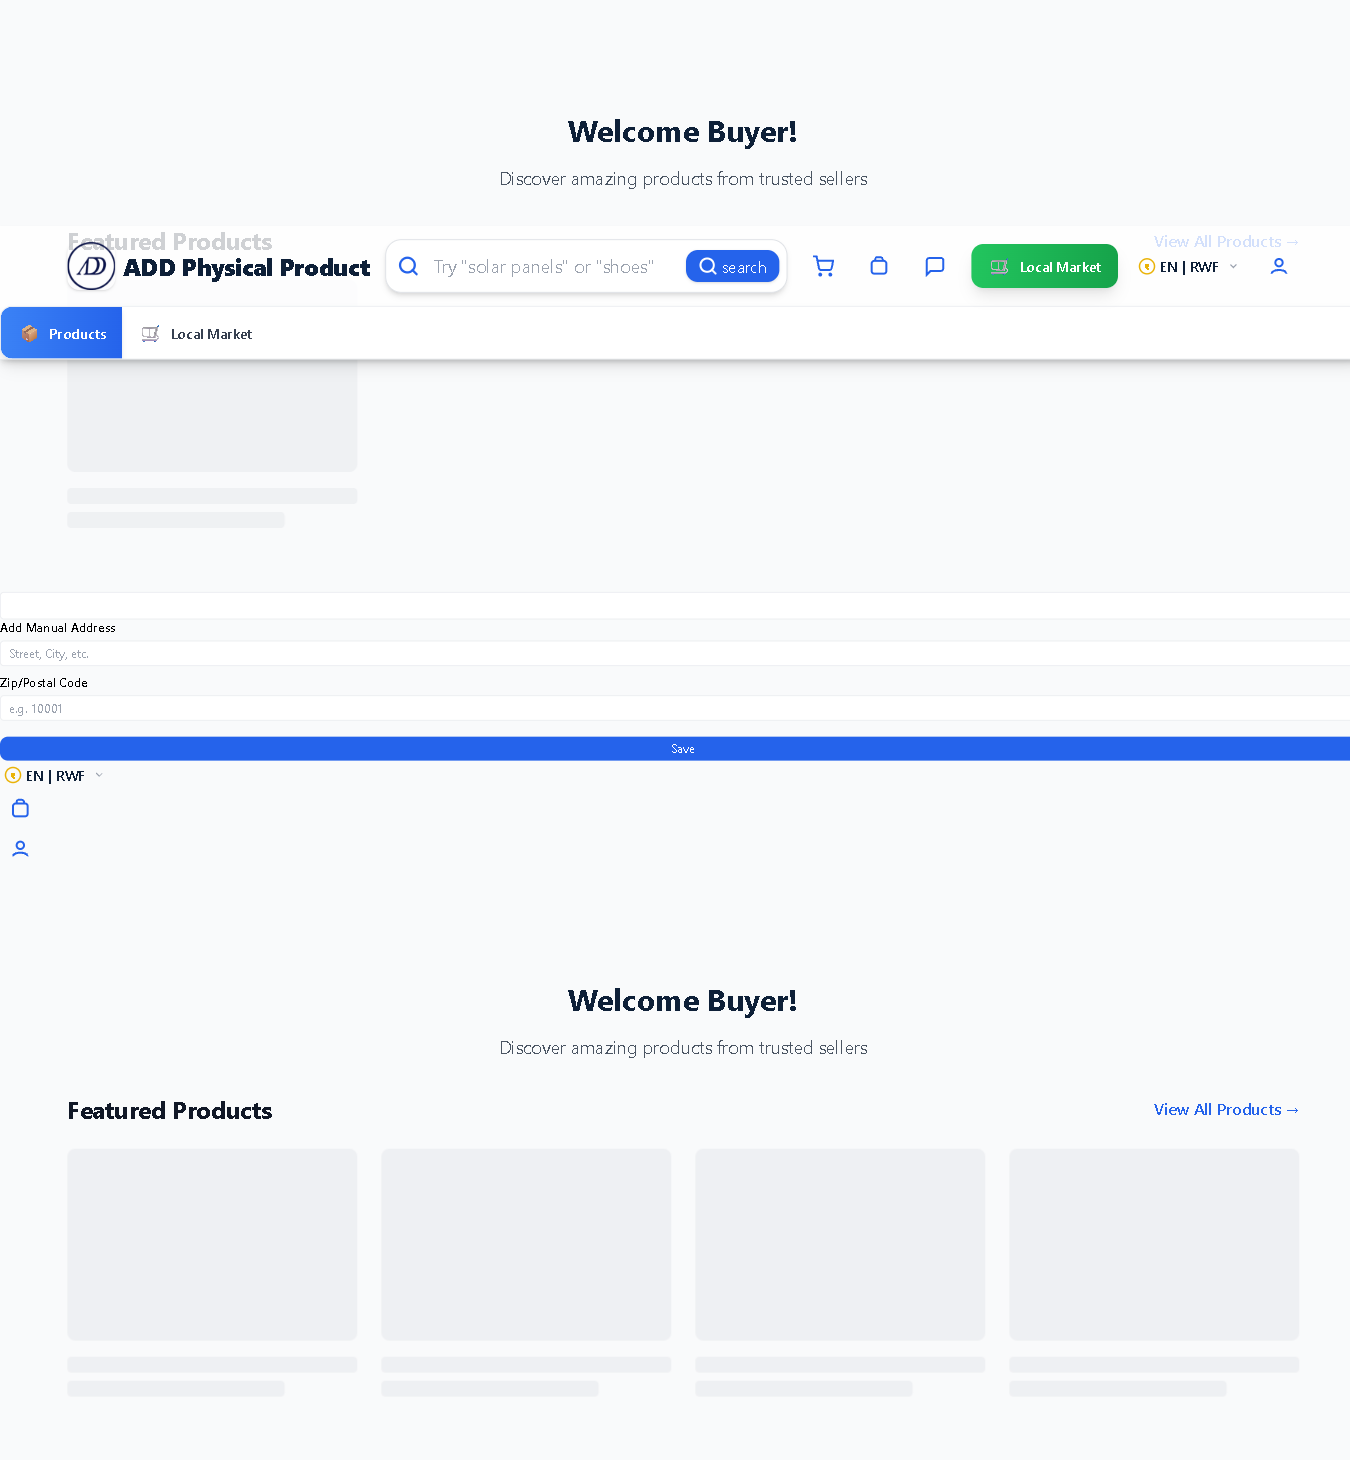 Welcome Buyer!
Discover amazing products from trusted sellers
Featured Products
View All Products →
ADD
ADD Physical Product
Try "solar panels" or "shoes"
search
Local Market
EN | RWF
Products
Local Market
Add Manual Address
Street, City, etc.
Zip/Postal Code
e.g. 10001
Save
EN | RWF
Welcome Buyer!
Discover amazing products from trusted sellers
Featured Products
View All Products →